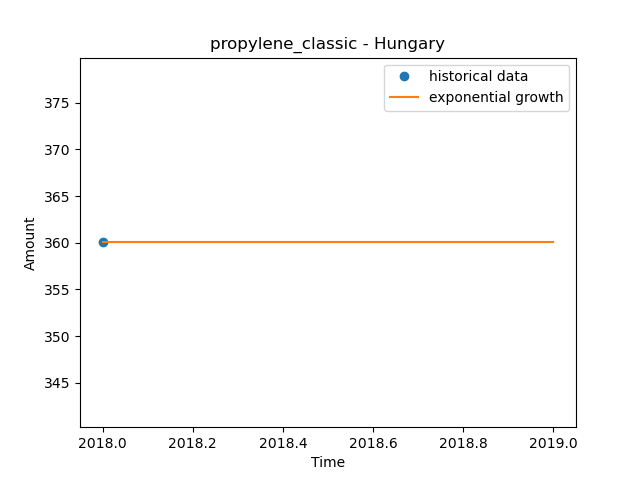 propylene_classic - Hungary
historical data
exponential growth
375
370
365
360
355
350
345
Amount
2018.0 2018.2 2018.4 2018.6 2018.8 2019.0
Time